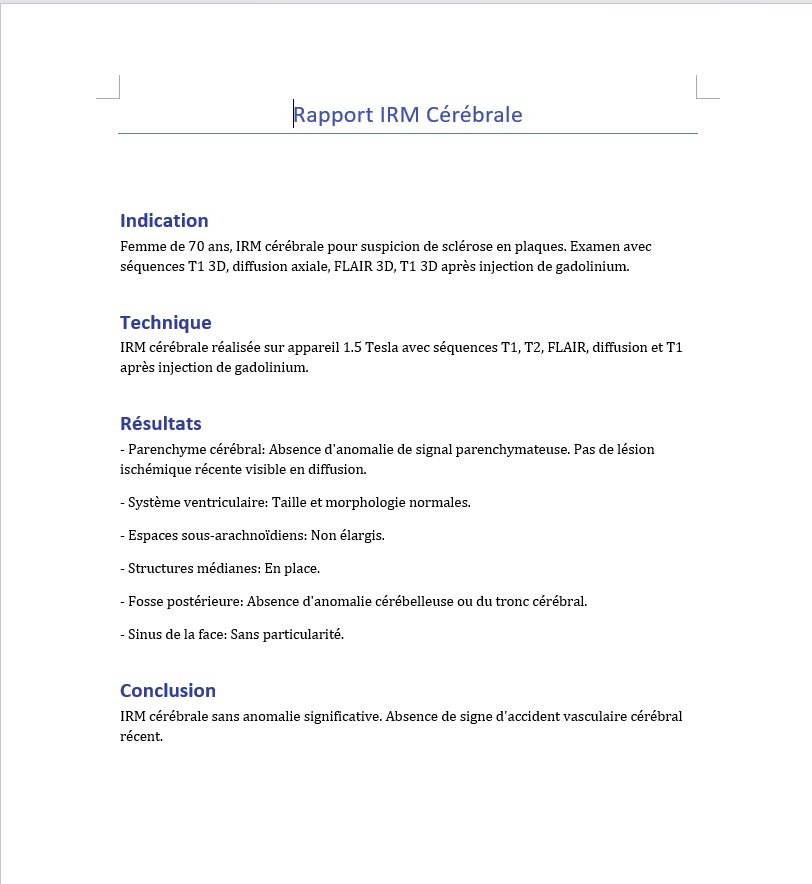 Rapport IRM Cérébrale
Indication
Femme de 70 ans, IRM cérébrale pour suspicion de sclérose en plaques. Examen avec
séquences T1 3D, diffusion axiale, FLAIR 3D, T1 3D après injection de gadolinium.
Technique
IRM cérébrale réalisée sur appareil 1.5 Tesla avec séquences T1, T2, FLAIR, diffusion et T1
après injection de gadolinium.
Résultats
- Parenchyme cérébral: Absence d'anomalie de signal parenchymateuse. Pas de lésion
ischémique récente visible en diffusion.
- Système ventriculaire: Taille et morphologie normales.
- Espaces sous-arachnoïdiens: Non élargis.
- Structures médianes: En place.
- Fosse postérieure: Absence d'anomalie cérébelleuse ou du tronc cérébral.
- Sinus de la face: Sans particularité.
Conclusion
IRM cérébrale sans anomalie significative. Absence de signe d'accident vasculaire cérébral
récent.